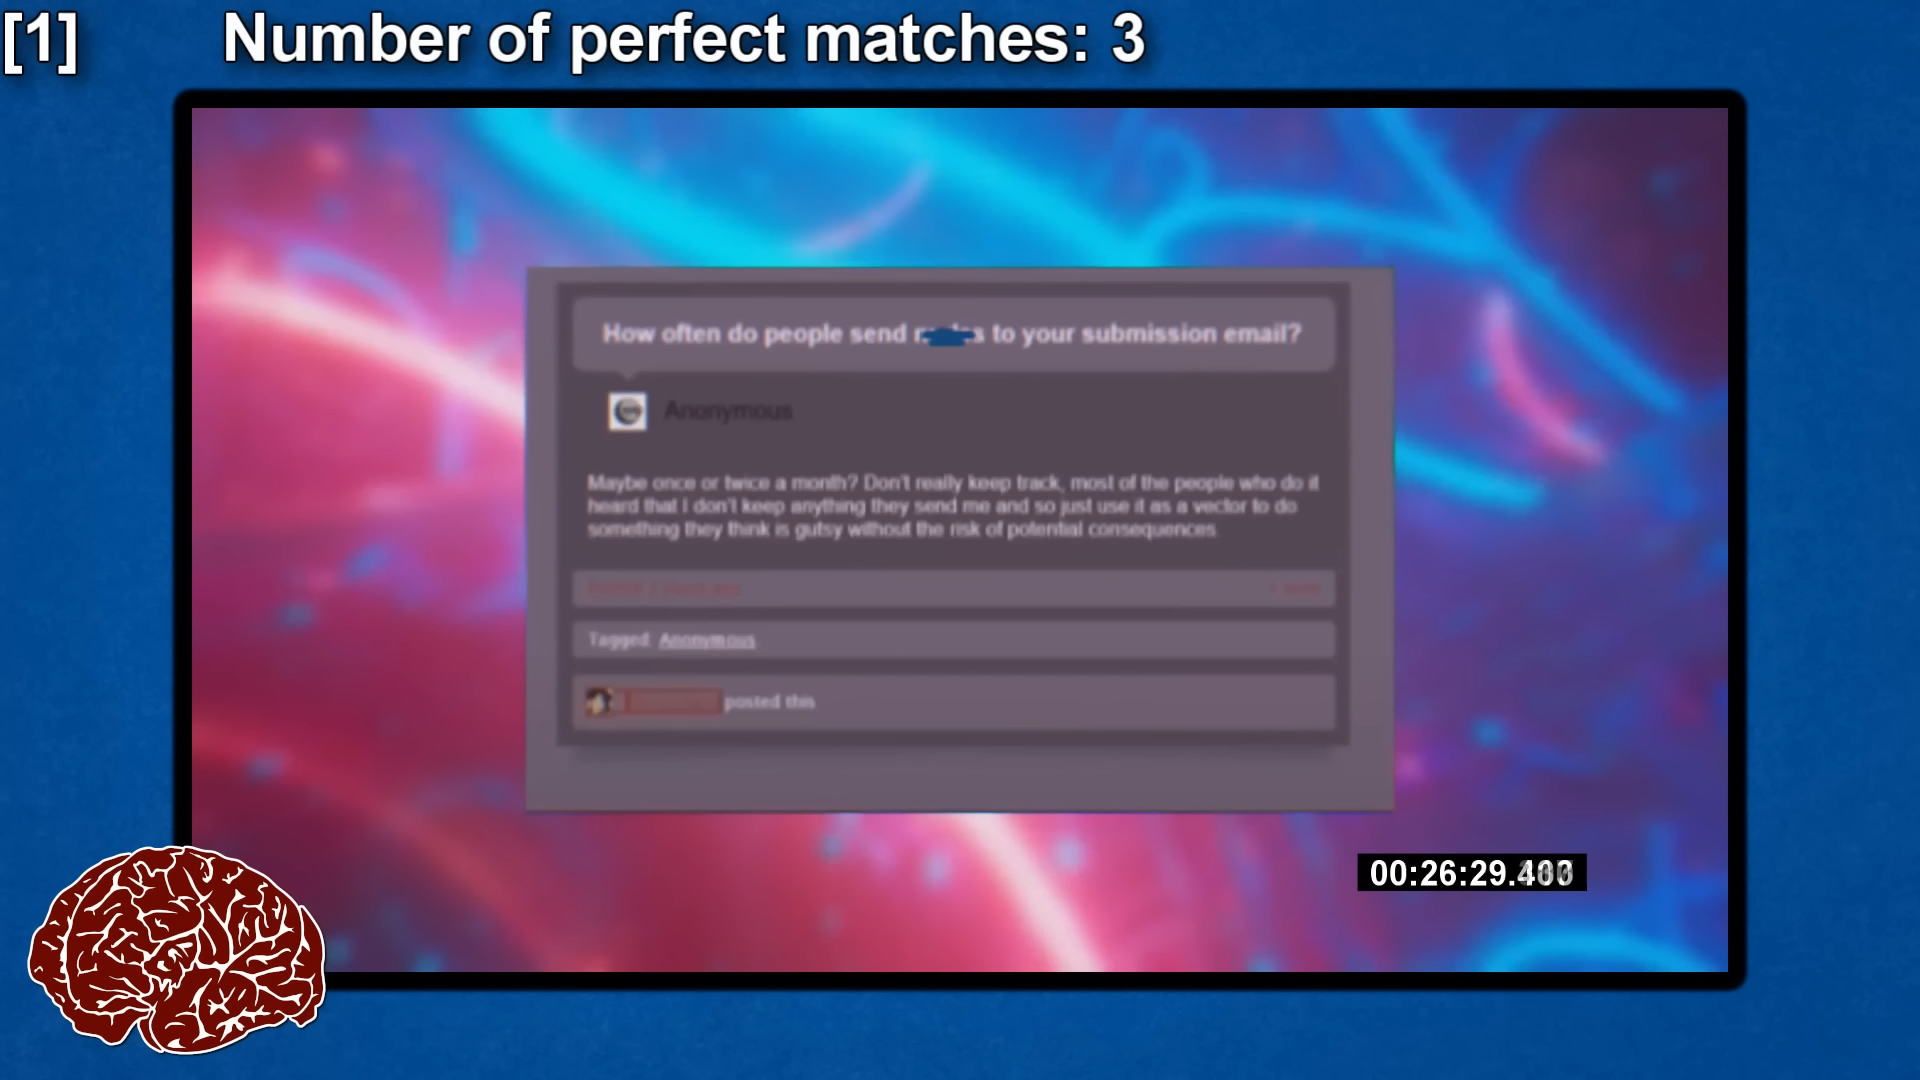 [1] Number of perfect matches: 3
How often do people send to your submission email?
Anonymous
Maybe once or twice a month? Don't really keep track, most of the people who do it
heard that I don't keep anything they send me and so just use it as a vector to do
something they think is gutsy without the risk of potential consequences.
Tagged: Anonymous
posted this
00:26:29.